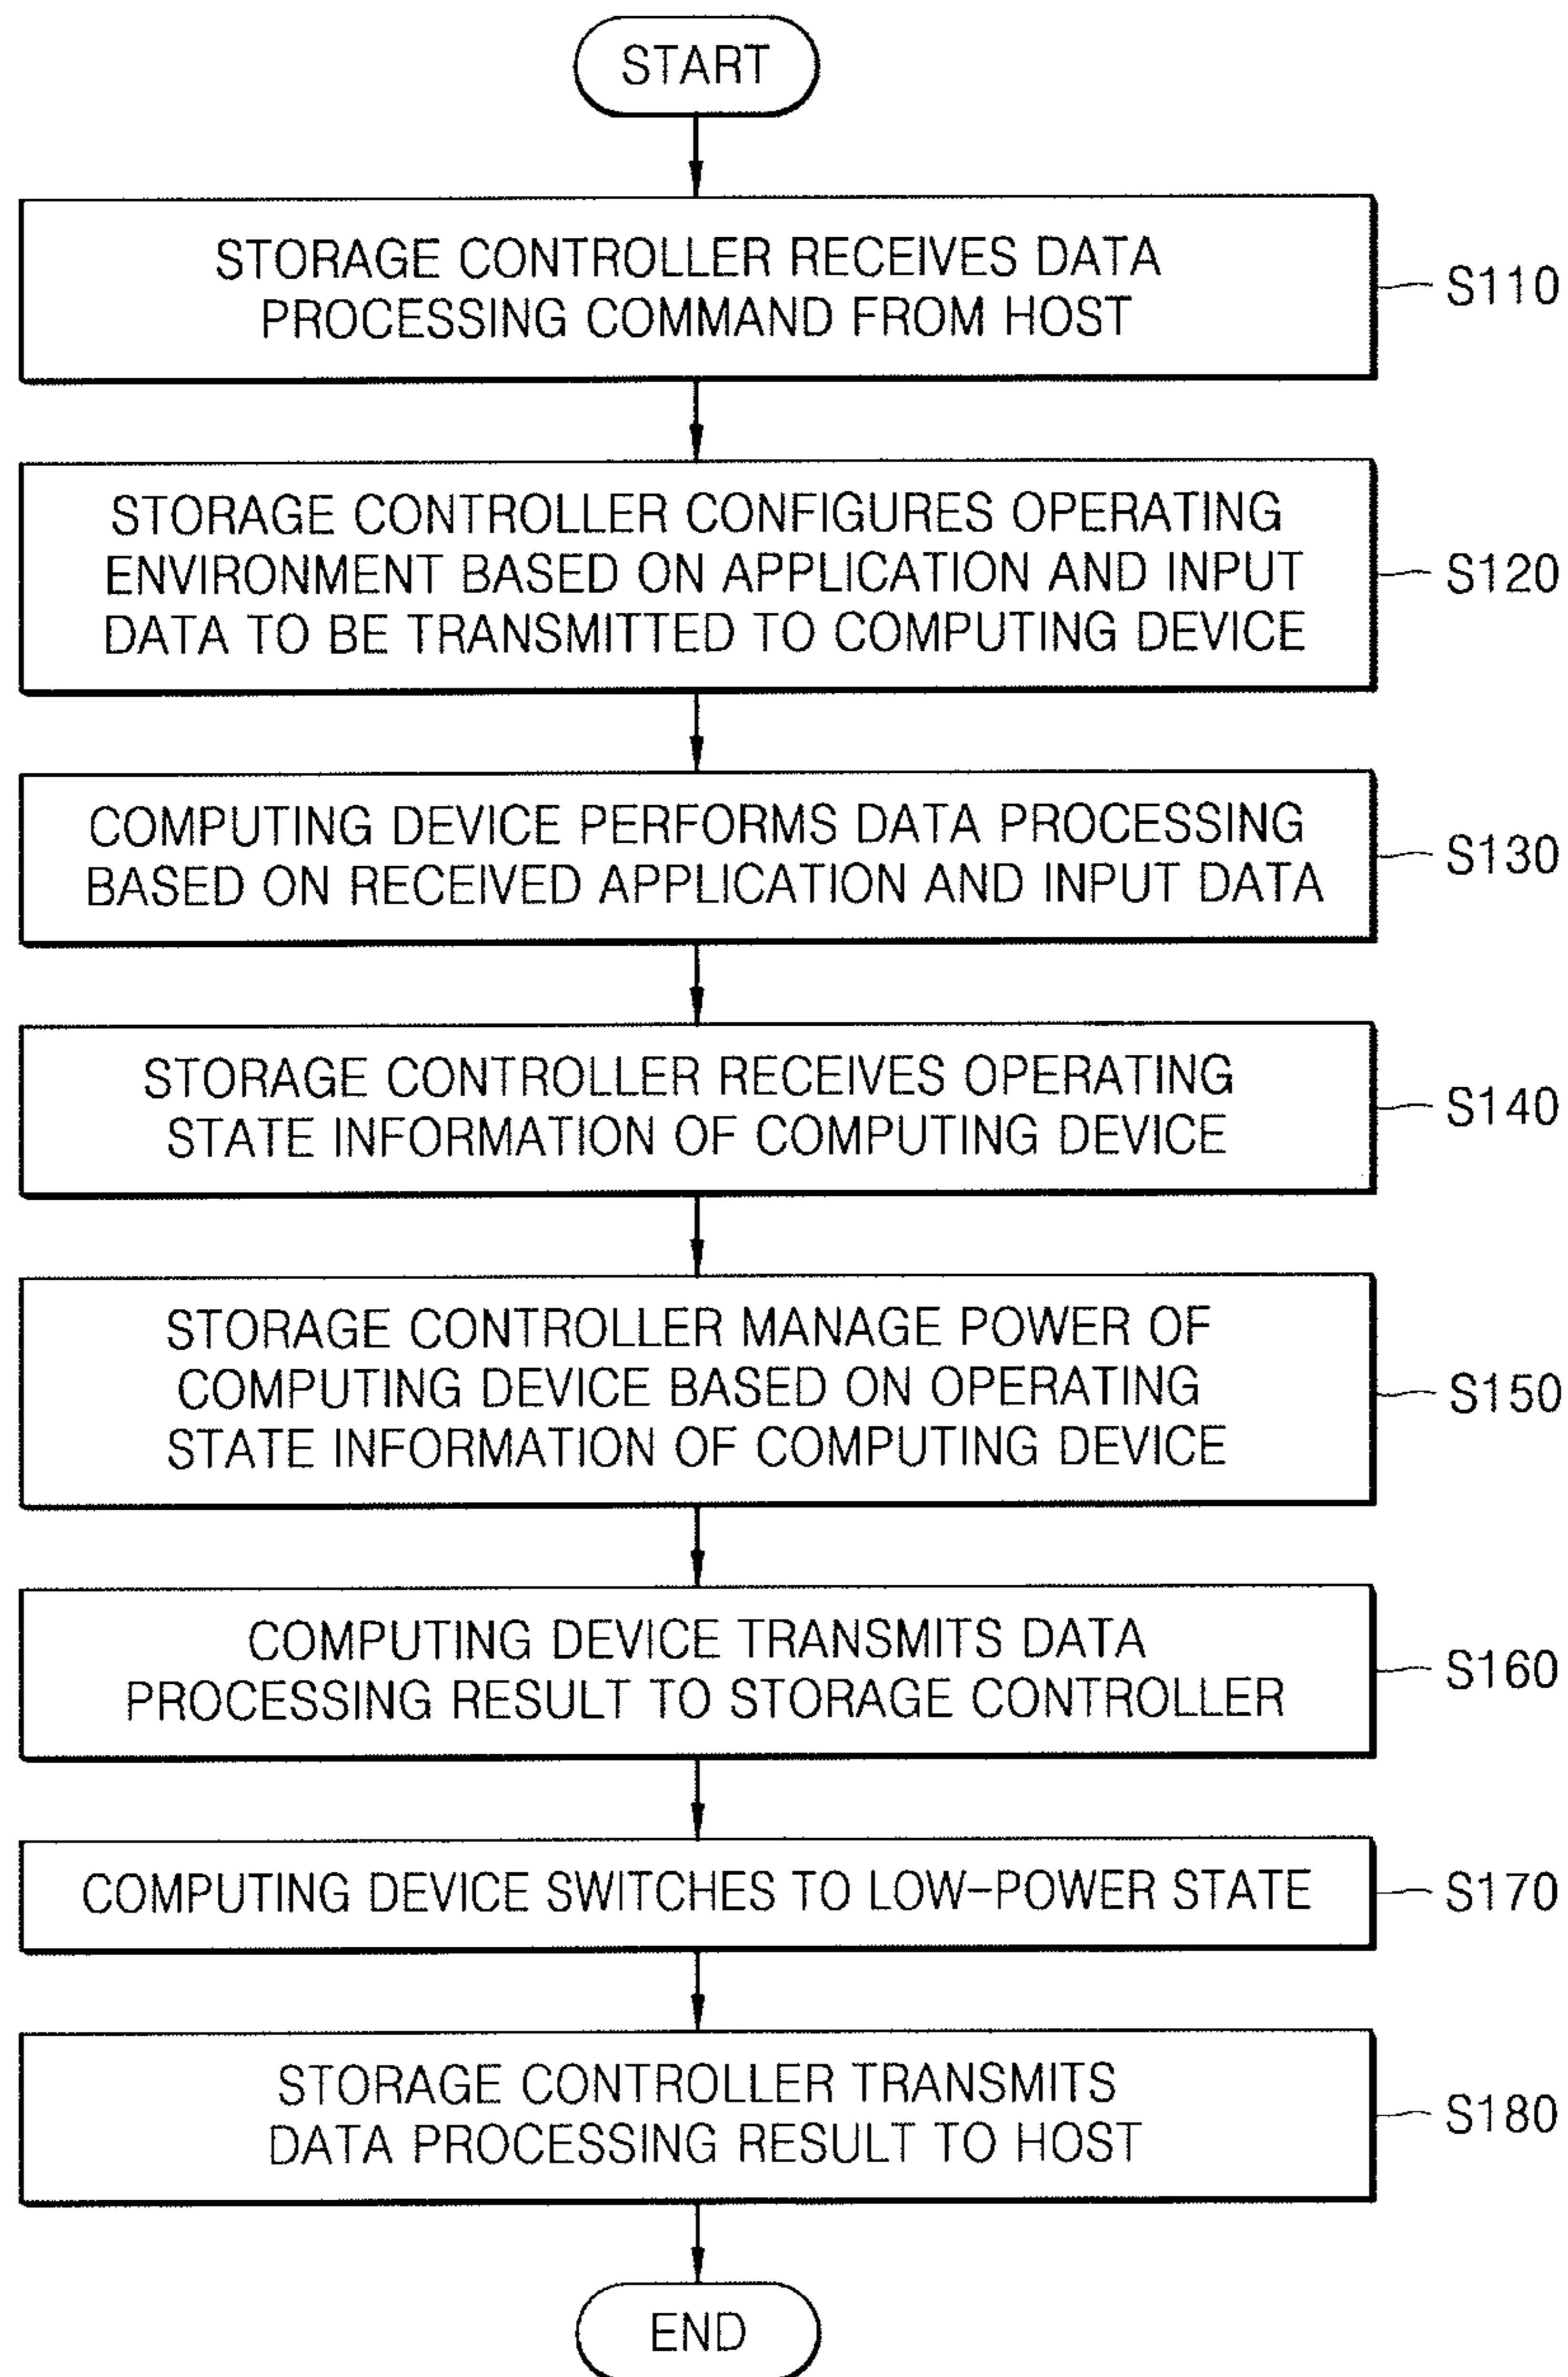 START
STORAGE CONTROLLER RECEIVES DATA
PROCESSING COMMAND FROM HOST
S110
STORAGE CONTROLLER CONFIGURES OPERATING
ENVIRONMENT BASED ON APPLICATION AND INPUT
DATA TO BE TRANSMITTED TO COMPUTING DEVICE
S120
COMPUTING DEVICE PERFORMS DATA PROCESSING
BASED ON RECEIVED APPLICATION AND INPUT DATA
S130
STORAGE CONTROLLER RECEIVES OPERATING
STATE INFORMATION OF COMPUTING DEVICE
S140
STORAGE CONTROLLER MANAGE POWER OF
COMPUTING DEVICE BASED ON OPERATING
STATE INFORMATION OF COMPUTING DEVICE
S150
COMPUTING DEVICE TRANSMITS DATA
PROCESSING RESULT TO STORAGE CONTROLLER
S160
COMPUTING DEVICE SWITCHES TO LOW-POWER STATE
S170
STORAGE CONTROLLER TRANSMITS
DATA PROCESSING RESULT TO HOST
S180
END